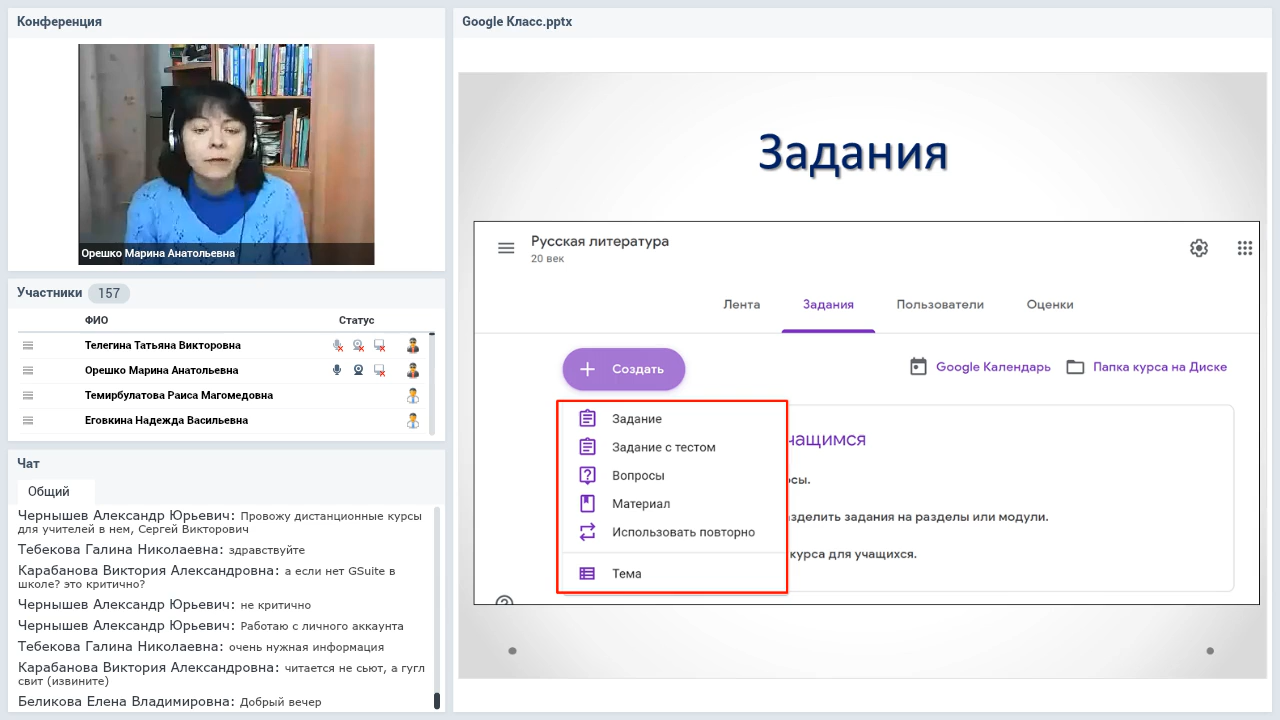 Конференция
Орешко Марина Анатольевна
Участники 157
ФИО Статус
Телегина Татьяна Викторовна
Орешко Марина Анатольевна
Темирбулатова Раиса Магомедовна
Еговкина Надежда Васильевна
Чат
Общий
Чернышев Александр Юрьевич: Провожу дистанционные курсы
для учителей в нем, Сергей Викторович
Тебекова Галина Николаевна: здравствуйте
Карабанова Виктория Александровна: а если нет GSuite в
школе? это критично?
Чернышев Александр Юрьевич: не критично
Чернышев Александр Юрьевич: Работаю с личного аккаунта
Тебекова Галина Николаевна: очень нужная информация
Карабанова Виктория Александровна: читается не сьют, а гугл
свит (извините)
Беликова Елена Владимировна: Добрый вечер
Google Класс.pptx
Задания
Русская литература
20 век
Лента Задания Пользователи Оценки
Создать
Google Календарь Папка курса на Диске
Задание
Задание с тестом
Вопросы
Материал
Использовать повторно
Тема
чащимся
сы.
зделить задания на разделы или модули.
курса для учащихся.